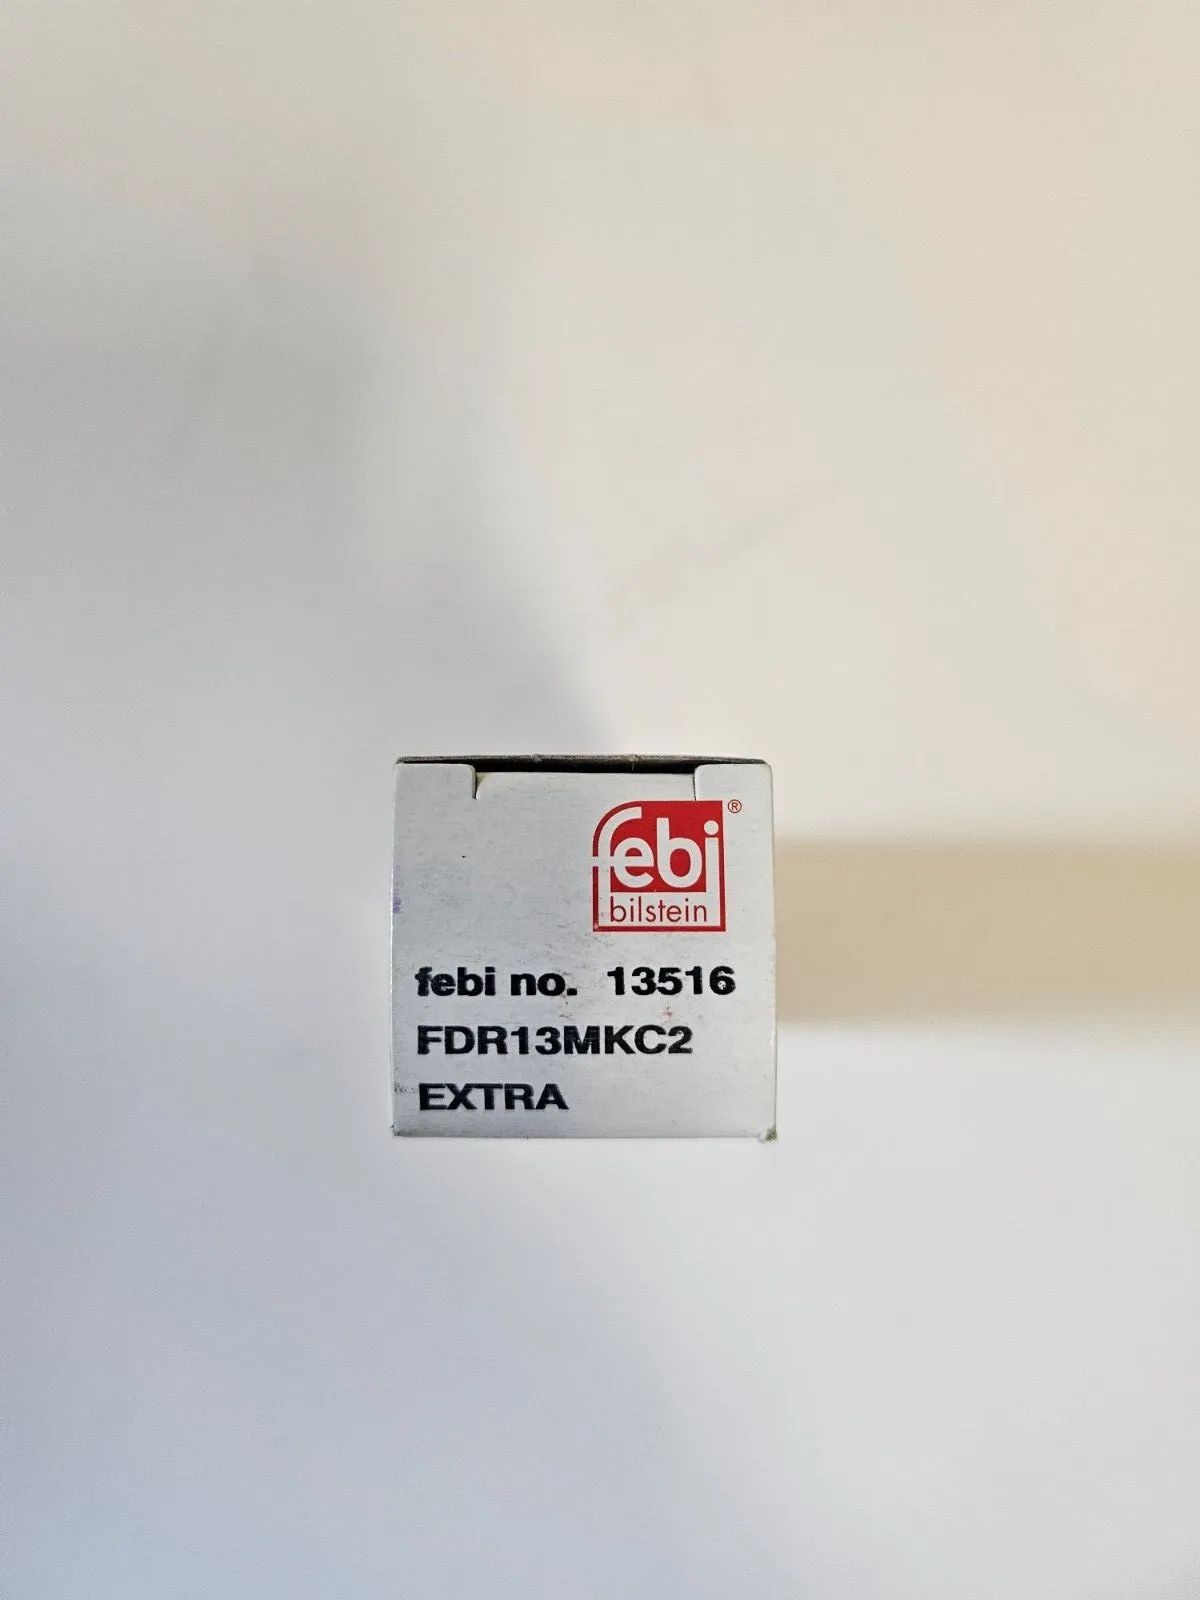 febi®
bilstein
febi no. 13516
FDR13MKC2
EXTRA